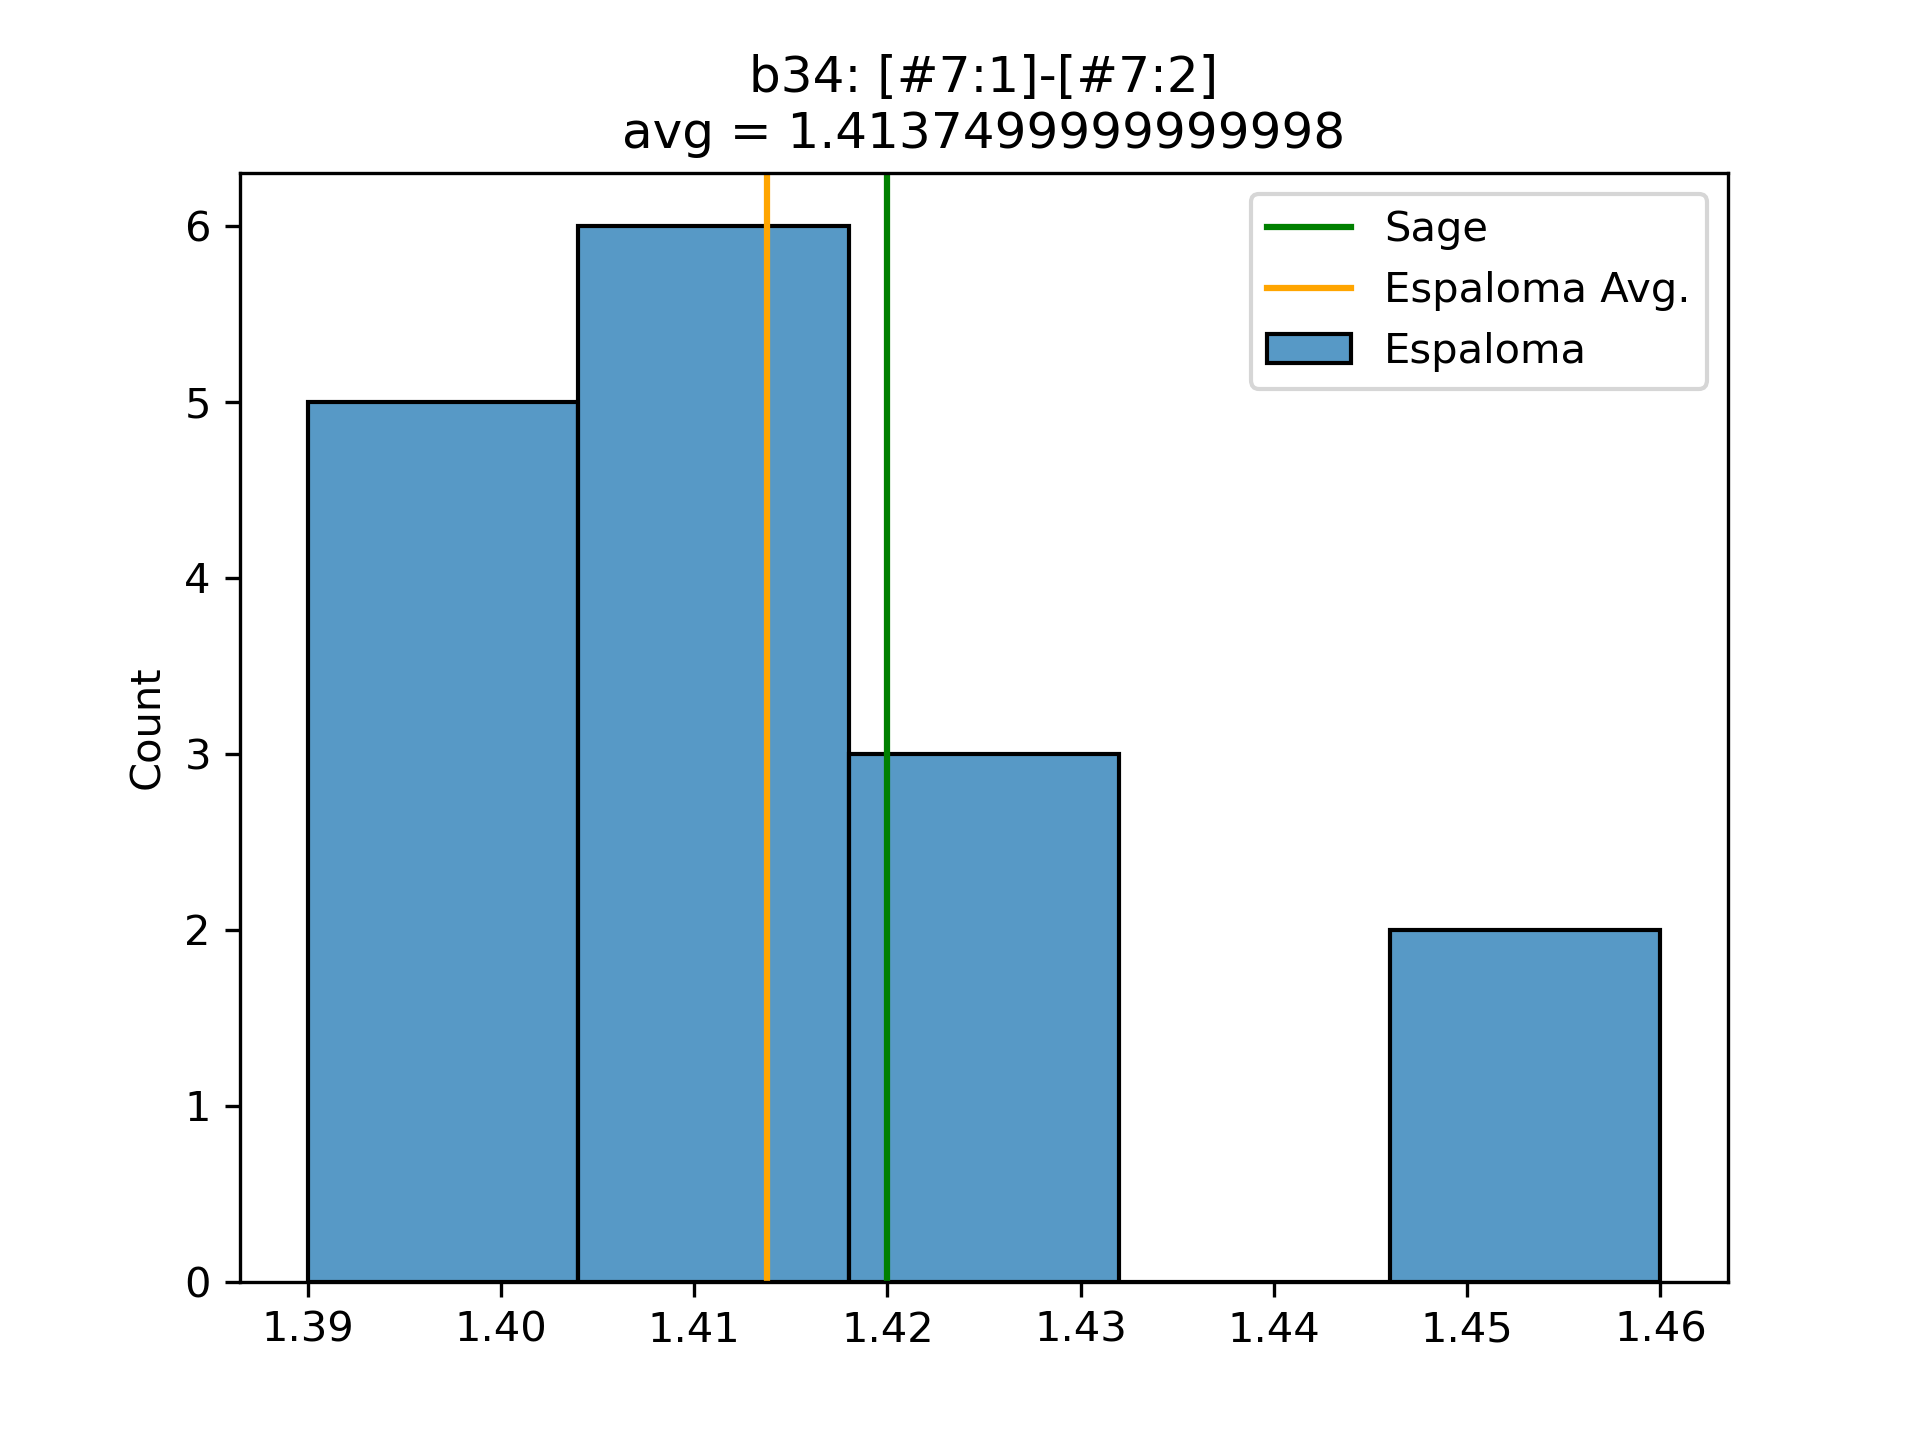 b34: [#7:1]-[#7:2]
avg = 1.4137499999999998
Sage
Espaloma Avg.
Espaloma
Count
6
5
4
3
2
1
0
1.39 1.40 1.41 1.42 1.43 1.44 1.45 1.46